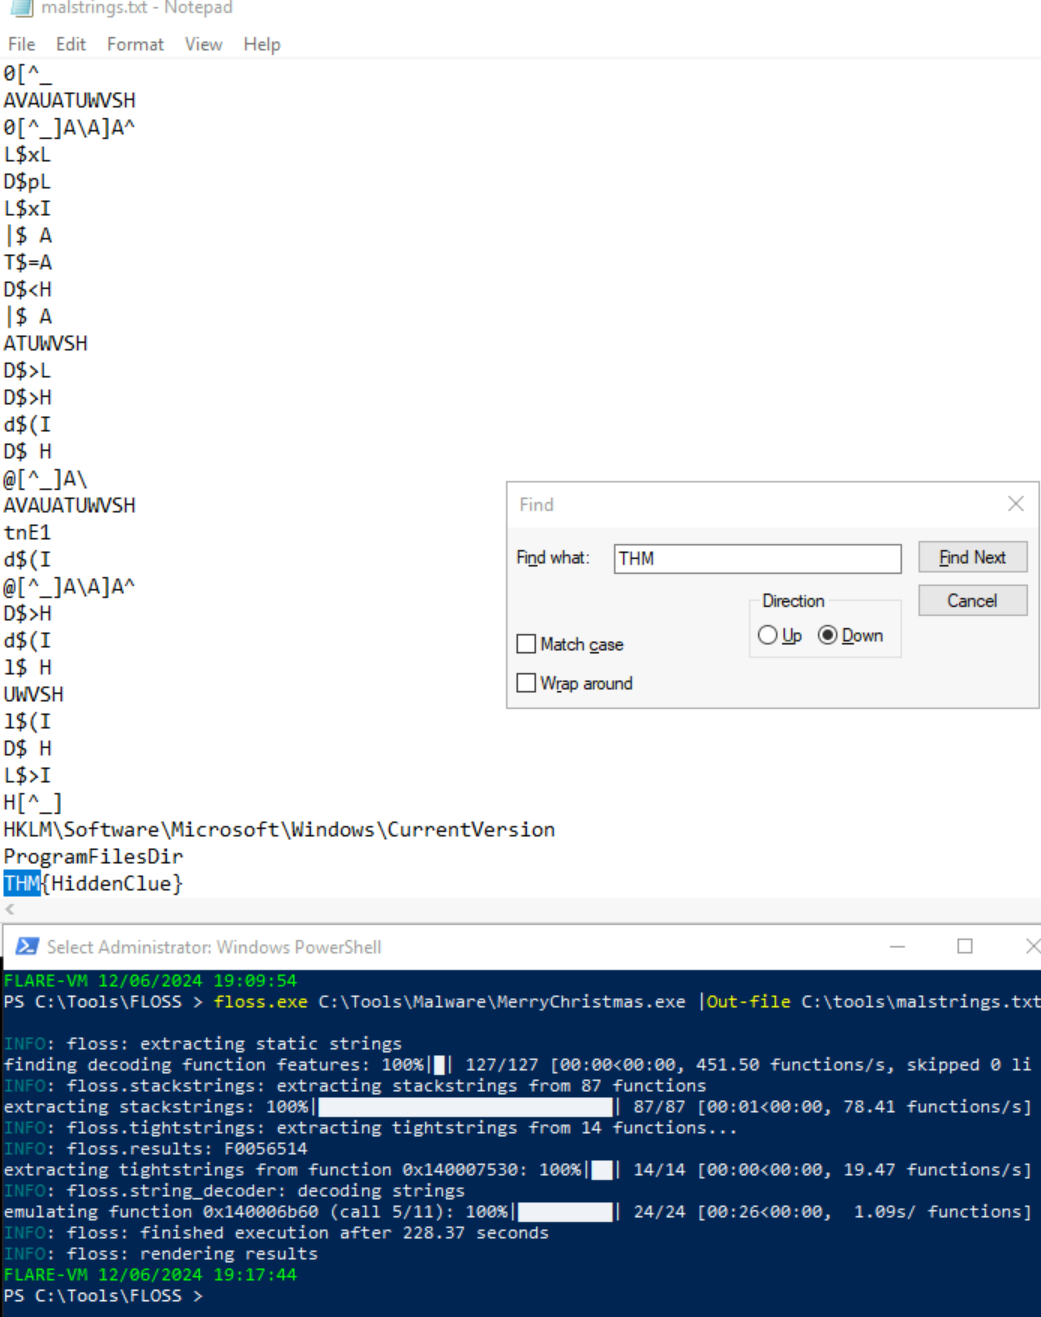 malstrings.txt - Notepad
File Edit Format View Help
0[^_
AVAUATUWVSH
0[^_]A\A]A^
L$xL
D$pL
L$xI
|$ A
T$=A
D$<H
|$ A
ATUWVSH
D$>L
D$>H
d$(I
D$ H
@[^_]A\
AVAUATUWVSH
tnE1
d$(I
@[^_]A\A]A^
D$>H
d$(I
l$ H
UWVSH
l$(I
D$ H
L$>I
H[^_]
HKLM\Software\Microsoft\Windows\CurrentVersion
ProgramFilesDir
THM{HiddenClue}
Find
Find what: THM Find Next
Direction Cancel
Up Down
Match case
Wrap around
Select Administrator: Windows PowerShell
FLARE-VM 12/06/2024 19:09:54
PS C:\Tools\FLOSS > floss.exe C:\Tools\Malware\MerryChristmas.exe |Out-file C:\tools\malstrings.txt
INFO: floss: extracting static strings
finding decoding function features: 100%| | 127/127 [00:00<00:00, 451.50 functions/s, skipped 0 li
INFO: floss.stackstrings: extracting stackstrings from 87 functions
extracting stackstrings: 100%| | 87/87 [00:01<00:00, 78.41 functions/s]
INFO: floss.tightstrings: extracting tightstrings from 14 functions...
INFO: floss.results: F0056514
extracting tightstrings from function 0x140007530: 100%| | 14/14 [00:00<00:00, 19.47 functions/s]
INFO: floss.string_decoder: decoding strings
emulating function 0x140006b60 (call 5/11): 100%| | 24/24 [00:26<00:00, 1.09s/ functions]
INFO: floss: finished execution after 228.37 seconds
INFO: floss: rendering results
FLARE-VM 12/06/2024 19:17:44
PS C:\Tools\FLOSS >